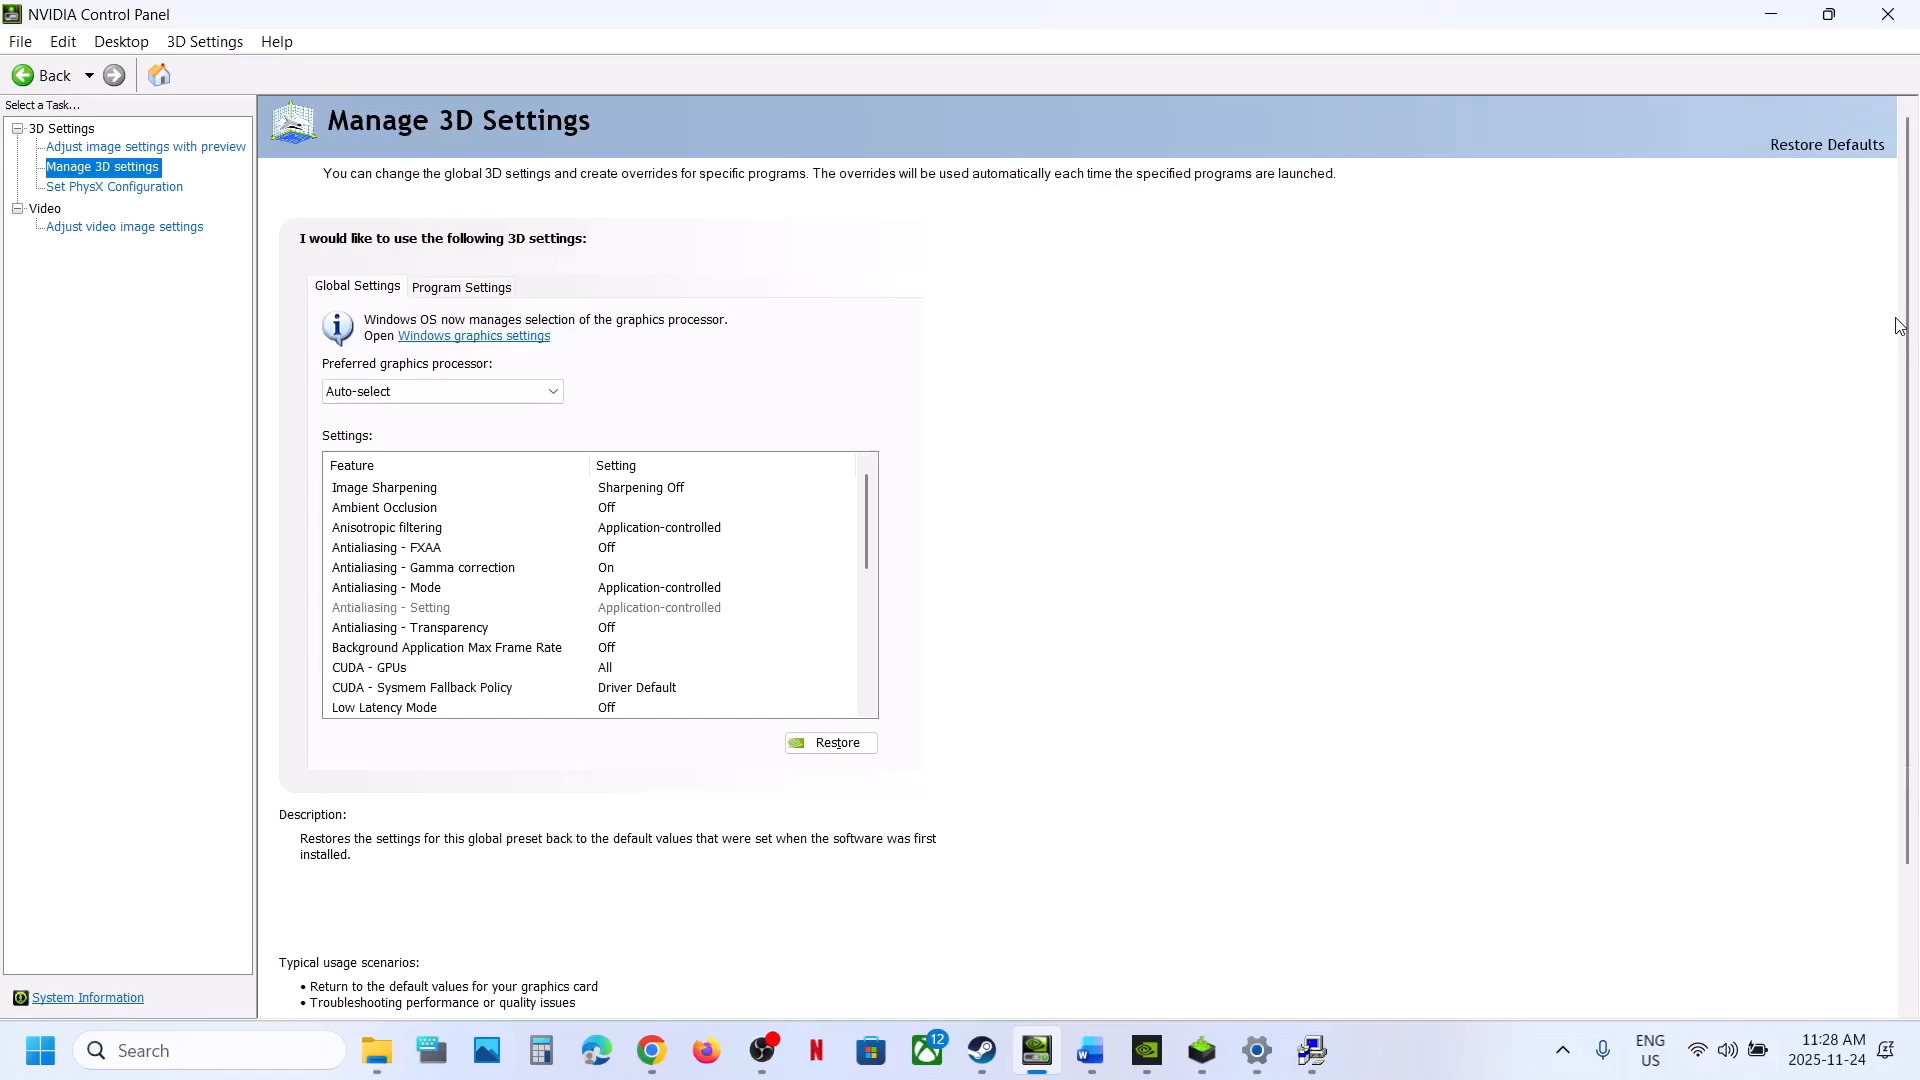 NVIDIA Control Panel
File Edit Desktop 3D Settings Help
Back
Select a Task...
3D Settings
Adjust image settings with preview
Manage 3D settings
Set PhysX Configuration
Video
Adjust video image settings
System Information
Manage 3D Settings
Restore Defaults
You can change the global 3D settings and create overrides for specific programs. The overrides will be used automatically each time the specified programs are launched.
I would like to use the following 3D settings:
Global Settings Program Settings
Windows OS now manages selection of the graphics processor.
Open Windows graphics settings
Preferred graphics processor:
Auto-select
Settings:
Feature Setting
Image Sharpening Sharpening Off
Ambient Occlusion Off
Anisotropic filtering Application-controlled
Antialiasing - FXAA Off
Antialiasing - Gamma correction On
Antialiasing - Mode Application-controlled
Antialiasing - Setting Application-controlled
Antialiasing - Transparency Off
Background Application Max Frame Rate Off
CUDA - GPUs All
CUDA - Sysmem Fallback Policy Driver Default
Low Latency Mode Off
Restore
Description:
Restores the settings for this global preset back to the default values that were set when the software was first
installed.
Typical usage scenarios:
• Return to the default values for your graphics card
• Troubleshooting performance or quality issues
Search
N
12
W
ENG
US
11:28 AM
2025-11-24